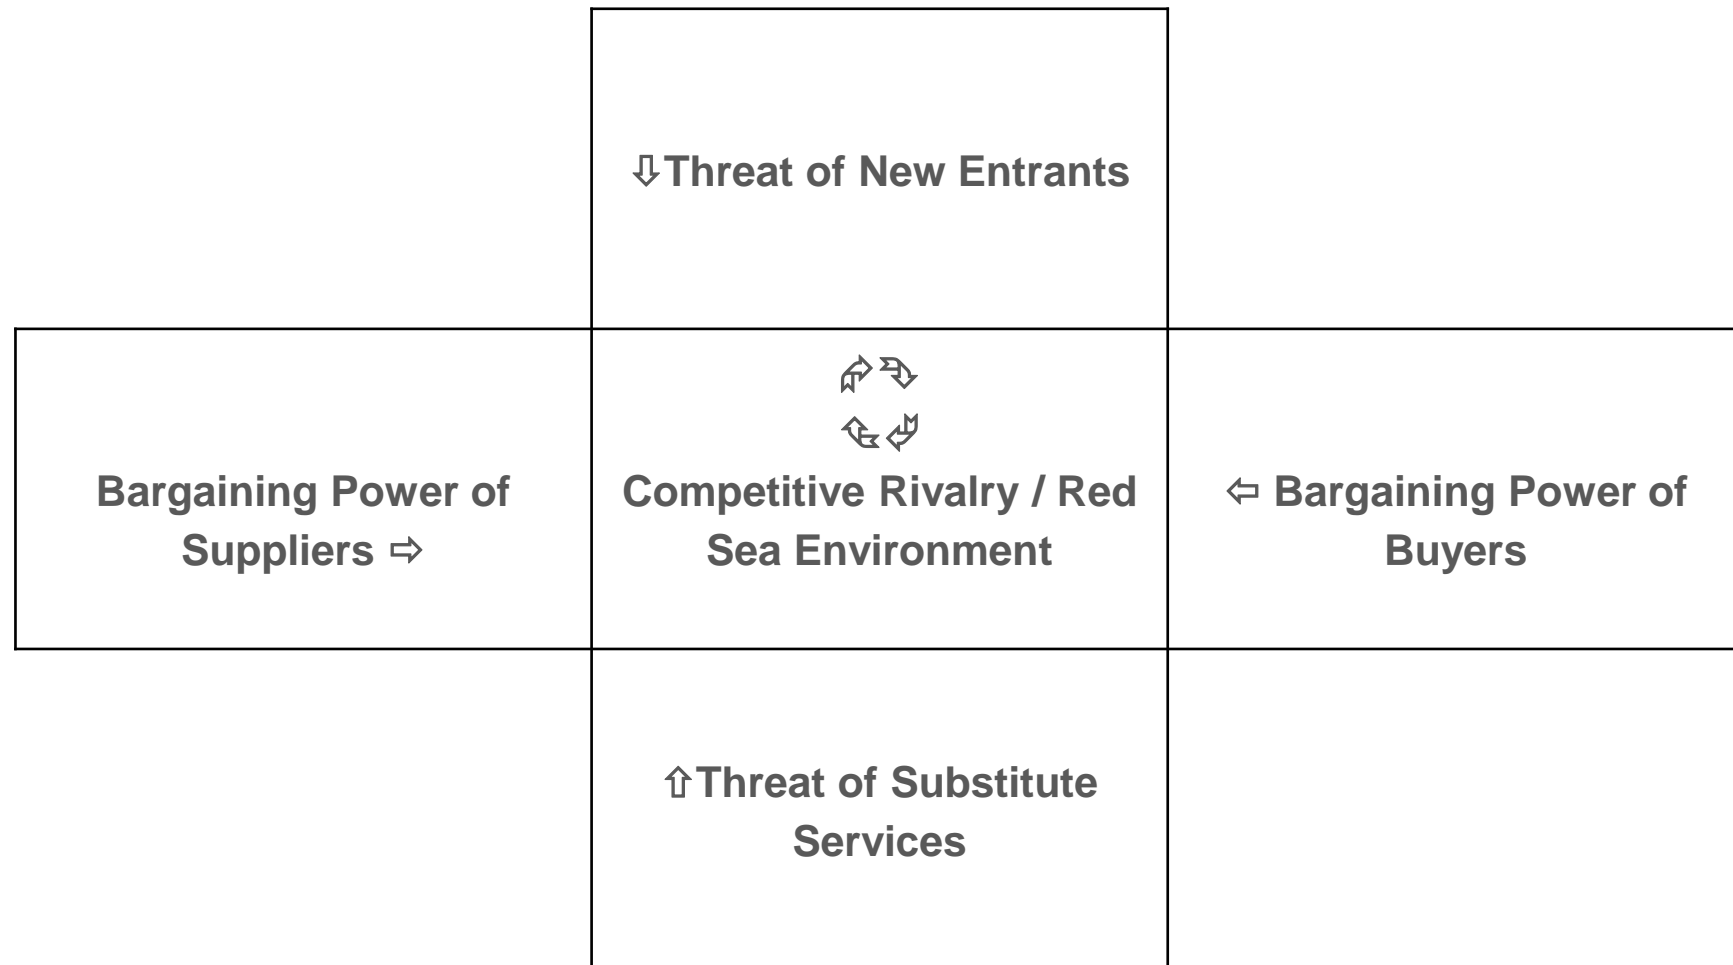 ⇩Threat of New Entrants
Bargaining Power of
Suppliers ⇨
Competitive Rivalry / Red
Sea Environment
⇦ Bargaining Power of
Buyers
⇧Threat of Substitute
Services